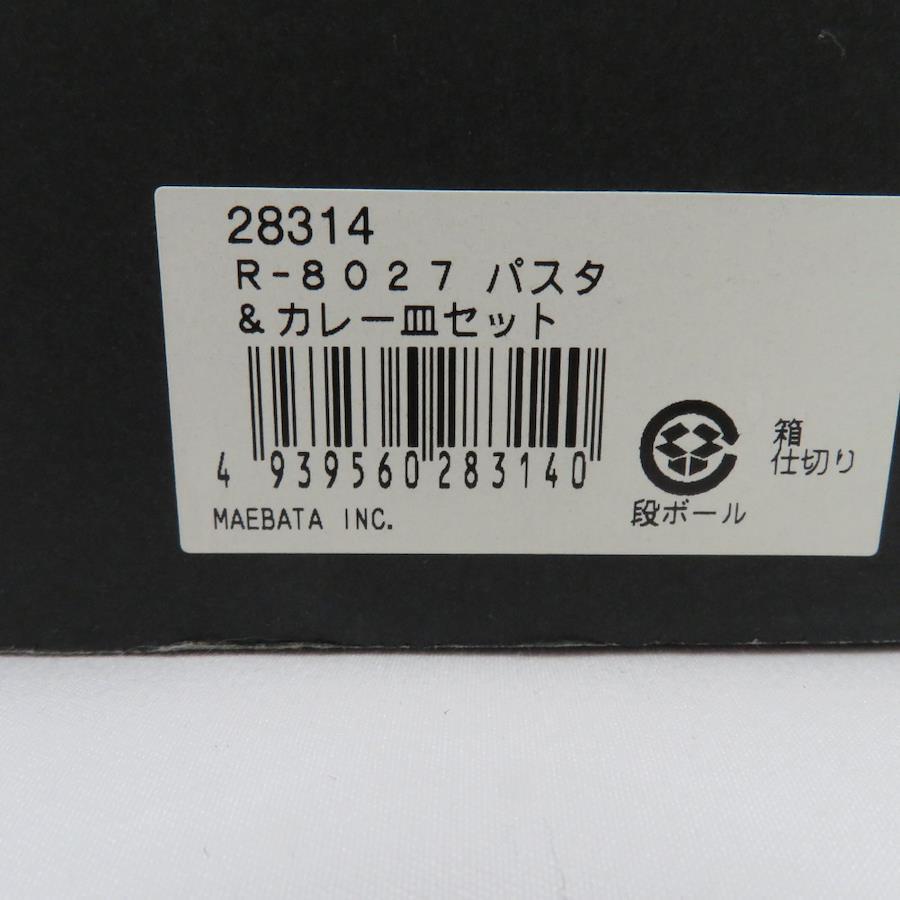 28314
R-8027 パスタ
&カレー皿セット
4 939560 283140
MAEBATA INC.
段ボール
箱
仕切り